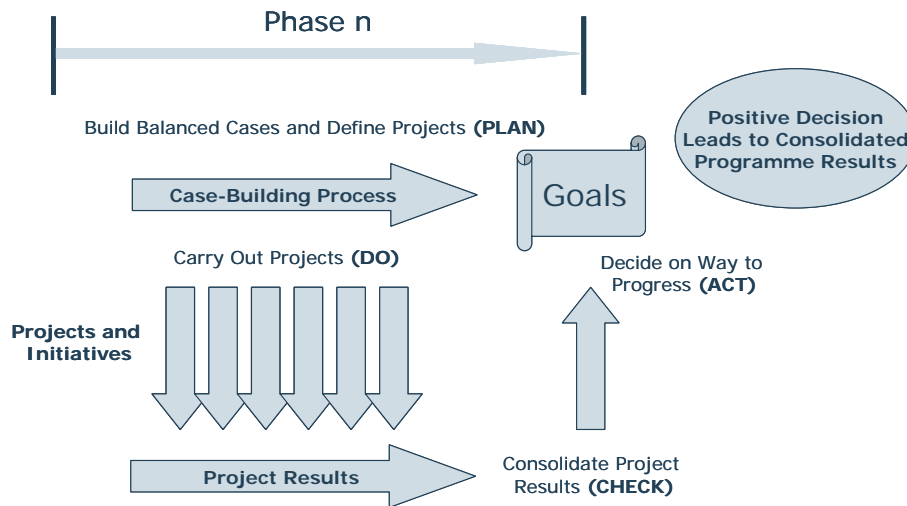 Phase n
Build Balanced Cases and Define Projects (PLAN)
Positive Decision
Leads to Consolidated
Programme Results
Case-Building Process
Goals
Carry Out Projects (DO)
Decide on Way to
Progress (ACT)
Projects and
Initiatives
Project Results
Consolidate Project
Results (CHECK)